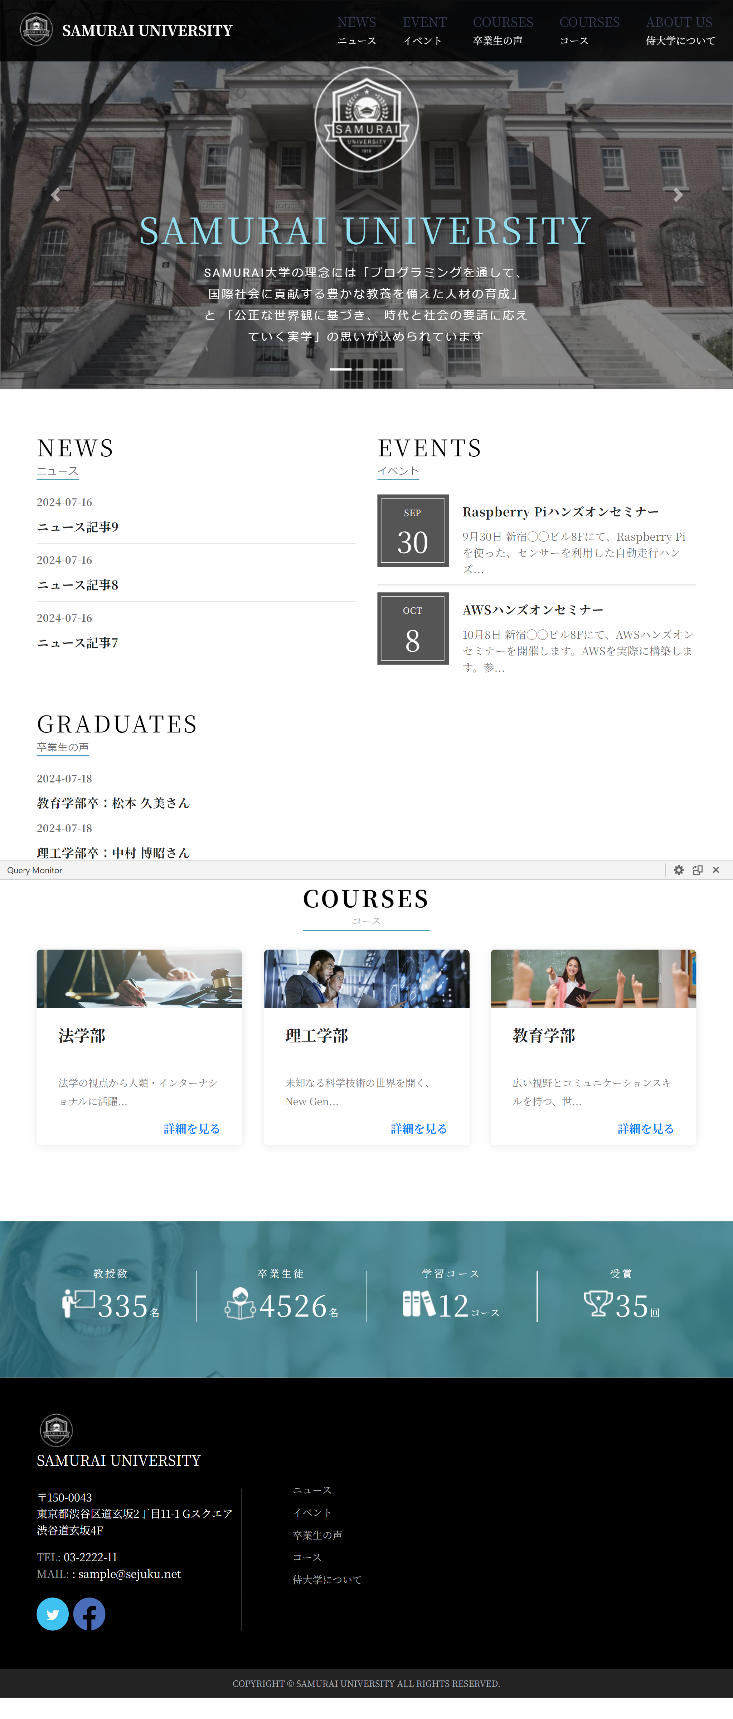 SAMURAI UNIVERSITY
NEWS
ニュース
EVENT
イベント
COURSES
卒業生の声
COURSES
コース
ABOUT US
侍大学について
SAMURAI
UNIVERSITY
SAMURAI UNIVERSITY
SAMURAI大学の理念には「プログラミングを通して、
国際社会に貢献する豊かな教養を備えた人材の育成」
と 「公正な世界観に基づき、 時代と社会の要請に応え
ていく実学」の思いが込められています
NEWS
ニュース
2024-07-16
ニュース記事9
2024-07-16
ニュース記事8
2024-07-16
ニュース記事7
EVENTS
イベント
SEP
30
Raspberry Piハンズオンセミナー
9月30日 新宿◯◯ビル8Fにて、Raspberry Pi
を使った、センサーを利用した自動走行ハン
ズ...
OCT
8
AWSハンズオンセミナー
10月8日 新宿◯◯ビル8Fにて、AWSハンズオン
セミナーを開催します。AWSを実際に構築しま
す。参...
GRADUATES
卒業生の声
2024-07-18
教育学部卒：松本 久美さん
2024-07-18
理工学部卒：中村 博昭さん
Query Monitor
COURSES
コース
法学部
法学の視点から人類・インターナシ
ョナルに活躍...
詳細を見る
理工学部
未知なる科学技術の世界を開く、
New Gen...
詳細を見る
教育学部
広い視野とコミュニケーションスキ
ルを持つ、世...
詳細を見る
教授数
335名
卒業生徒
4526名
学習コース
12コース
受賞
35回
SAMURAI UNIVERSITY
〒150-0043
東京都渋谷区道玄坂2丁目11-1 Gスクエア
渋谷道玄坂4F
TEL: 03-2222-11
MAIL: : sample@sejuku.net
ニュース
イベント
卒業生の声
コース
侍大学について
COPYRIGHT © SAMURAI UNIVERSITY ALL RIGHTS RESERVED.